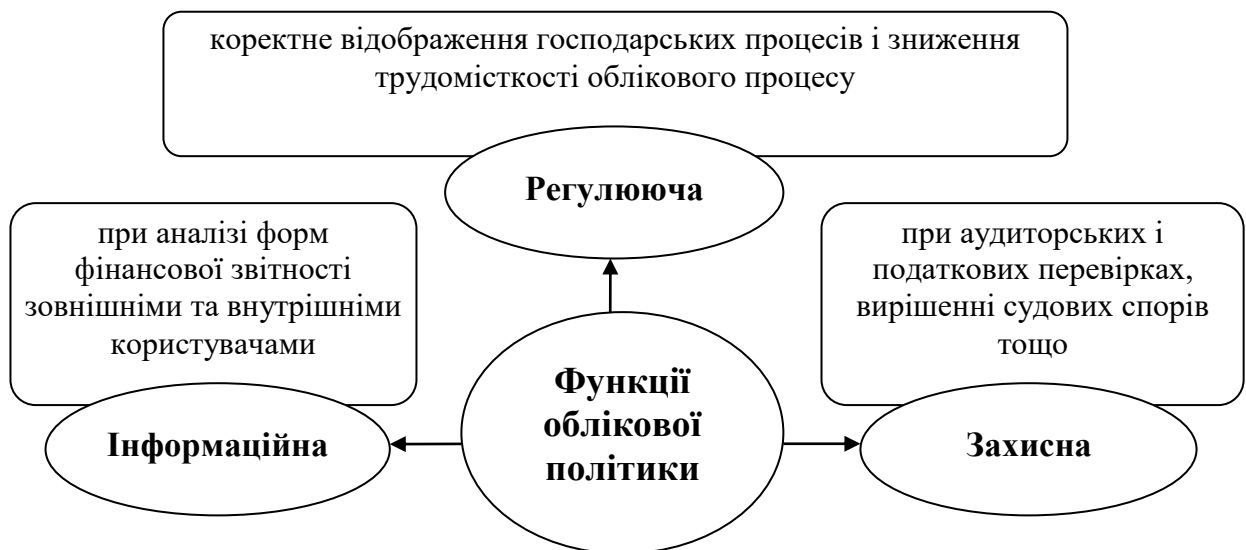 коректне відображення господарських процесів і зниження
трудомісткості облікового процесу
Регулююча
при аналізі форм
фінансової звітності
зовнішніми та внутрішніми
користувачами
Інформаційна
Функції
облікової
політики
при аудиторських і
податкових перевірках,
вирішенні судових спорів
тощо
Захисна